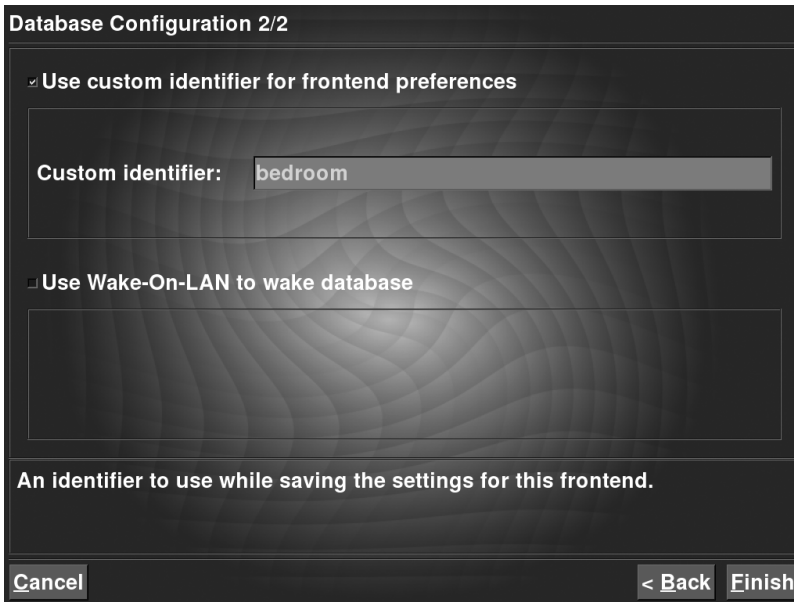 Database Configuration 2/2
Use custom identifier for frontend preferences
Custom identifier: bedroom
Use Wake-On-LAN to wake database
An identifier to use while saving the settings for this frontend.
Cancel < Back Finish